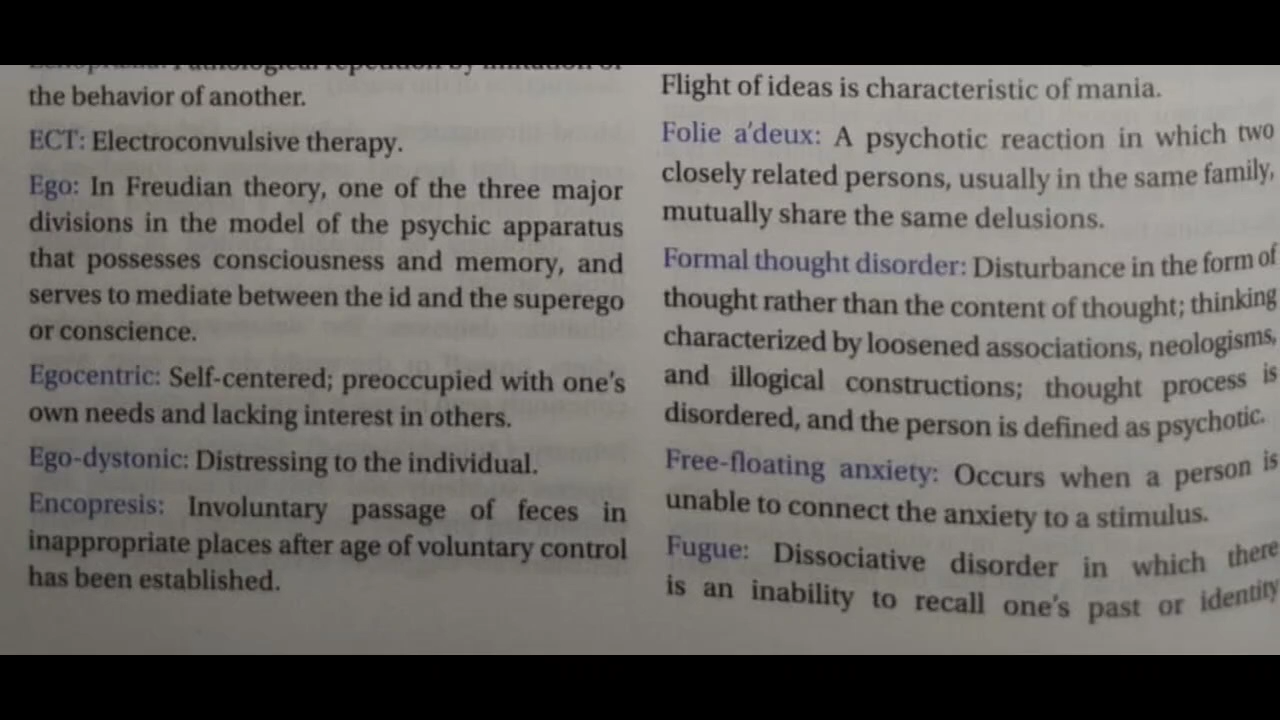 the behavior of another.
ECT: Electroconvulsive therapy.
Ego: In Freudian theory, one of the three major
divisions in the model of the psychic apparatus
that possesses consciousness and memory, and
serves to mediate between the id and the superego
or conscience.
Egocentric: Self-centered; preoccupied with one's
own needs and lacking interest in others.
Ego-dystonic: Distressing to the individual.
Encopresis: Involuntary passage of feces in
inappropriate places after age of voluntary control
has been established.
Flight of ideas is characteristic of mania.
Folie a'deux: A psychotic reaction in which two
closely related persons, usually in the same family,
mutually share the same delusions.
Formal thought disorder: Disturbance in the form of
thought rather than the content of thought; thinking
characterized by loosened associations, neologisms,
and illogical constructions; thought process is
disordered, and the person is defined as psychotic.
Free-floating anxiety: Occurs when a person is
unable to connect the anxiety to a stimulus.
Fugue: Dissociative disorder in which there
is an inability to recall one's past or identity